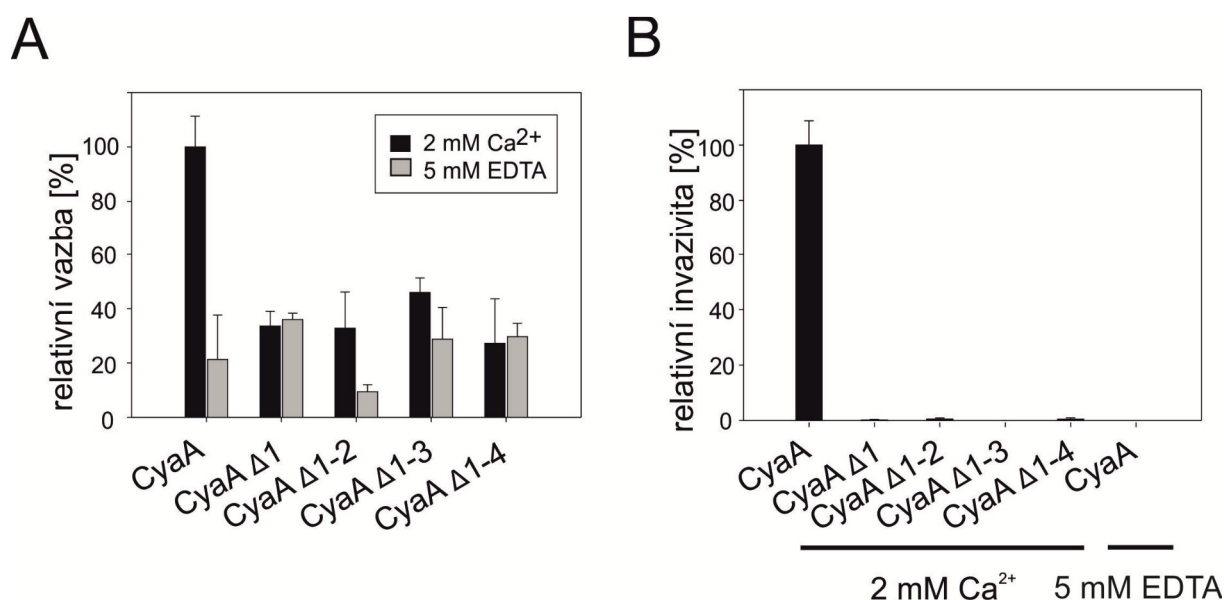 A
relativní vazba [%]
100
80
60
40
20
0
2 mM Ca²⁺
5 mM EDTA
CyaA
CyaA Δ1
CyaA Δ1-2
CyaA Δ1-3
CyaA Δ1-4
B
relativní invazivita [%]
100
80
60
40
20
0
CyaA
CyaA Δ1
CyaA Δ1-2
CyaA Δ1-3
CyaA Δ1-4
CyaA
2 mM Ca²⁺
5 mM EDTA